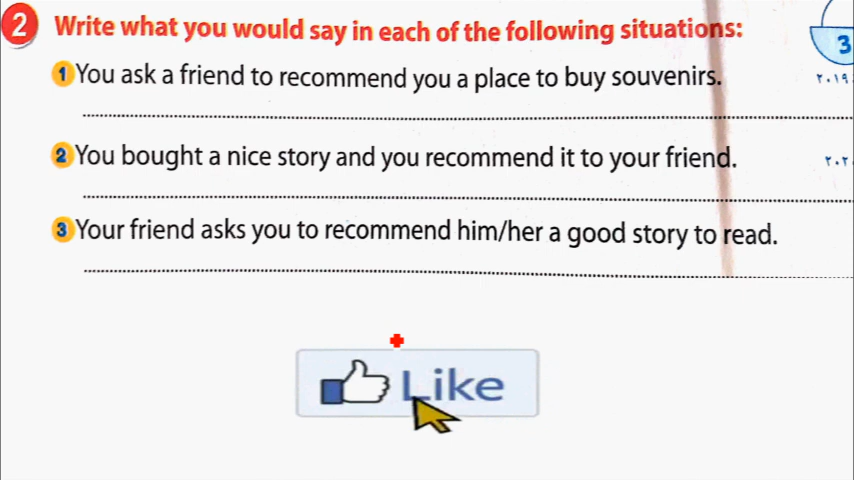 2 Write what you would say in each of the following situations:
3
1 You ask a friend to recommend you a place to buy souvenirs.
٢٠١٩
2 You bought a nice story and you recommend it to your friend.
3 Your friend asks you to recommend him/her a good story to read.
Like